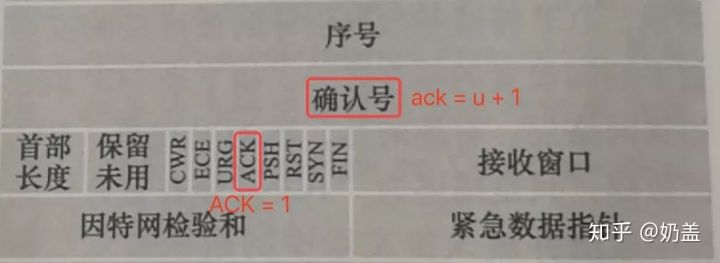 序号
确认号 ack = u + 1
首部长度 保留未用 CWR ECE URG ACK PSH RST SYN FIN 接收窗口
ACK = 1
因特网检验和 紧急数据指针
知乎 @奶盖